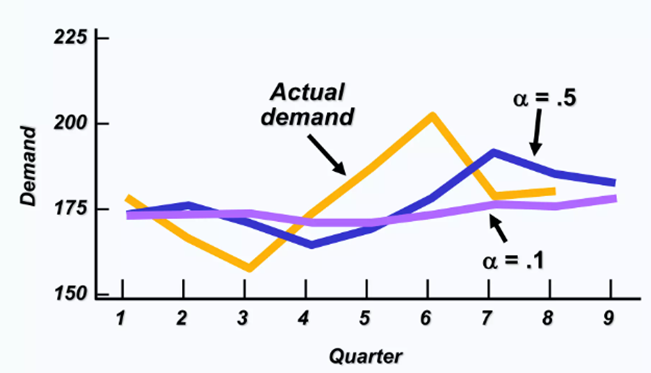 225
200
175
150
Demand
Actual
demand
α = .5
α = .1
1 2 3 4 5 6 7 8 9
Quarter